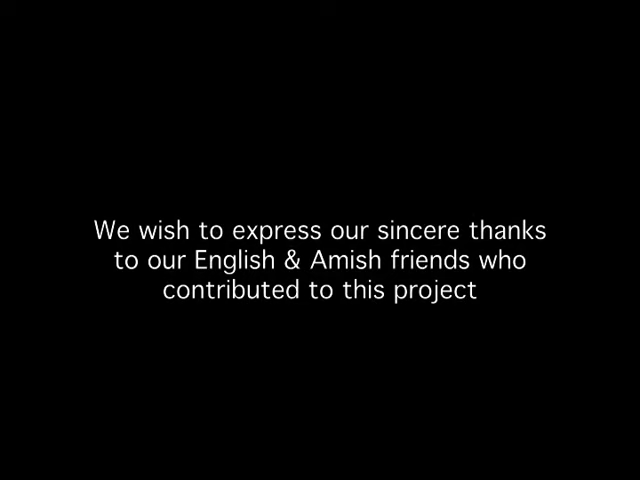 We wish to express our sincere thanks
to our English & Amish friends who
contributed to this project